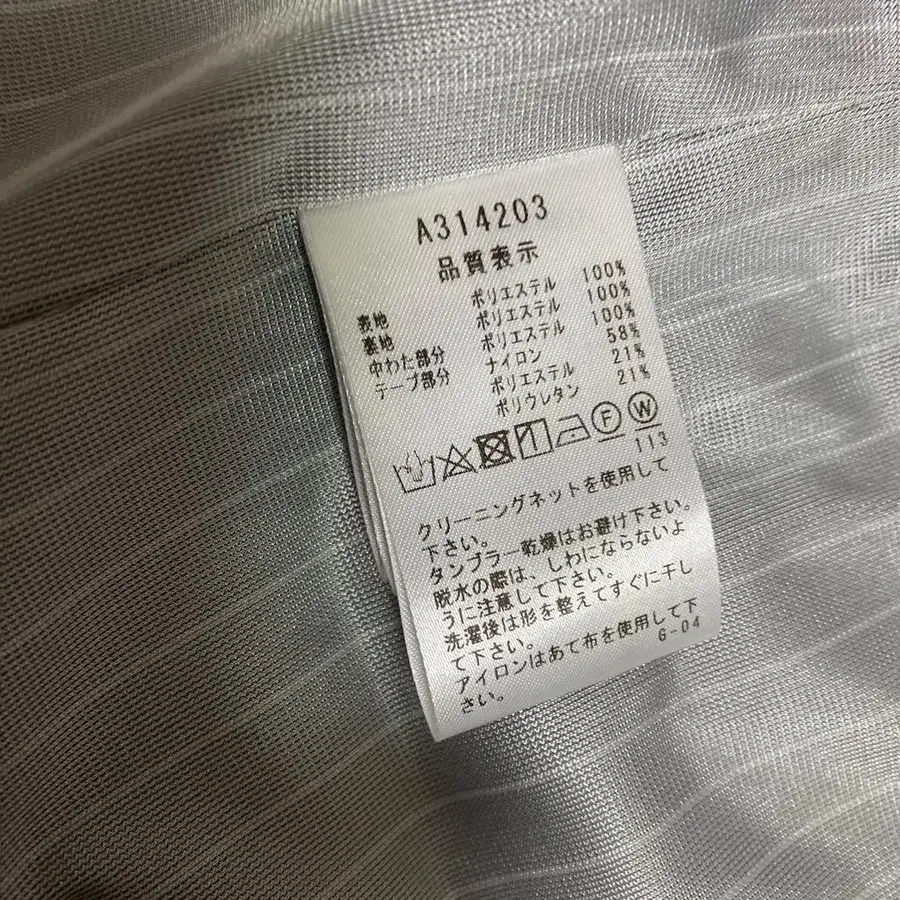 A314203
品質表示
表地 ポリエステル 100%
裏地 ポリエステル 100%
中わた部分 ポリエステル 100%
テープ部分 ナイロン 58%
ポリエステル 21%
ポリウレタン 21%
F W
113
クリーニングネットを使用して
下さい。
タンブラー乾燥はお避け下さい。
脱水の際は、しわにならないよ
うに注意して下さい。
洗濯後は形を整えてすぐに干し
て下さい。
アイロンはあて布を使用して下
さい。
6-04